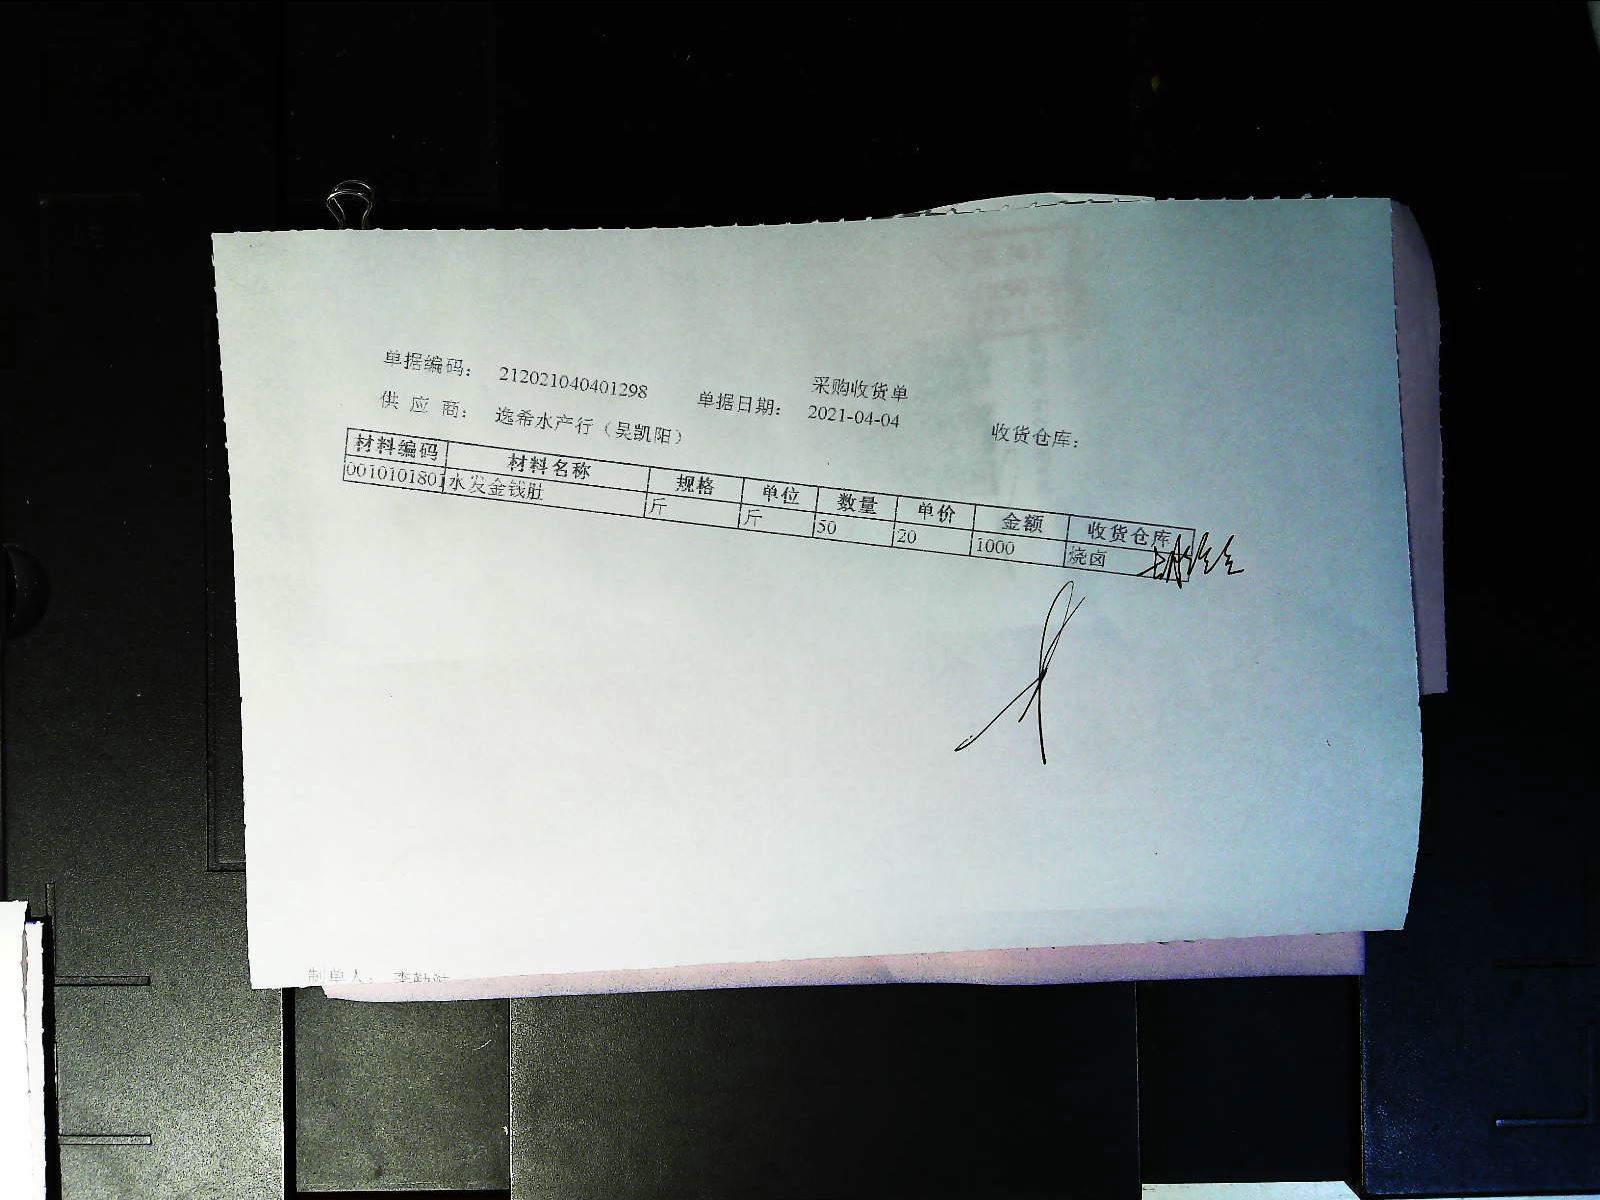 采购收货单
单据编码： 212021040401298 单据日期： 2021-04-04 收货仓库：
供 应 商： 逸希水产行（吴凯阳）
材料编码 材料名称 规格 单位 数量 单价 金额 收货仓库
001010180 水发金钱肚 斤 斤 50 20 1000 烧卤
制单人：